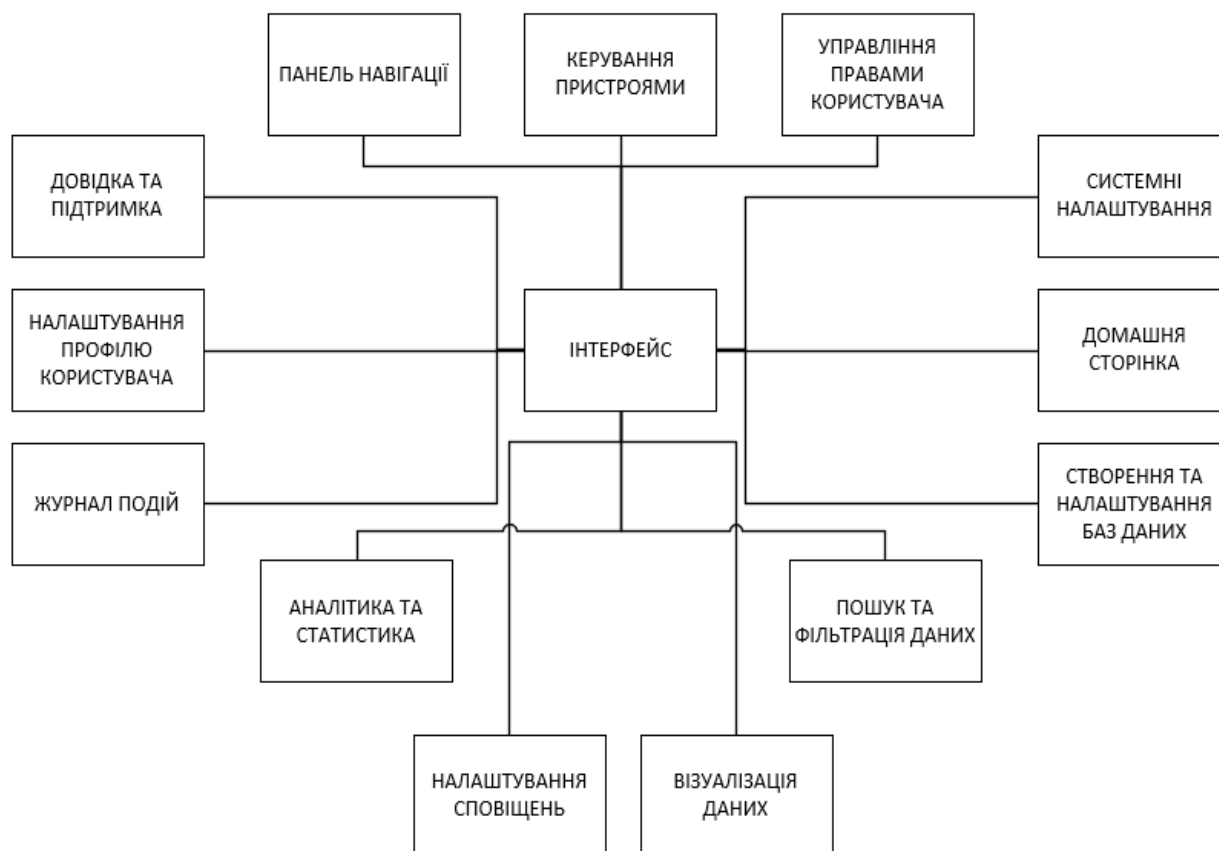 ПАНЕЛЬ НАВІГАЦІЇ
КЕРУВАННЯ
ПРИСТРОЯМИ
УПРАВЛІННЯ
ПРАВАМИ
КОРИСТУВАЧА
ДОВІДКА ТА
ПІДТРИМКА
СИСТЕМНІ
НАЛАШТУВАННЯ
НАЛАШТУВАННЯ
ПРОФІЛЮ
КОРИСТУВАЧА
ІНТЕРФЕЙС
ДОМАШНЯ
СТОРІНКА
ЖУРНАЛ ПОДІЙ
СТВОРЕННЯ ТА
НАЛАШТУВАННЯ
БАЗ ДАНИХ
АНАЛІТИКА ТА
СТАТИСТИКА
ПОШУК ТА
ФІЛЬТРАЦІЯ ДАНИХ
НАЛАШТУВАННЯ
СПОВІЩЕНЬ
ВІЗУАЛІЗАЦІЯ
ДАНИХ